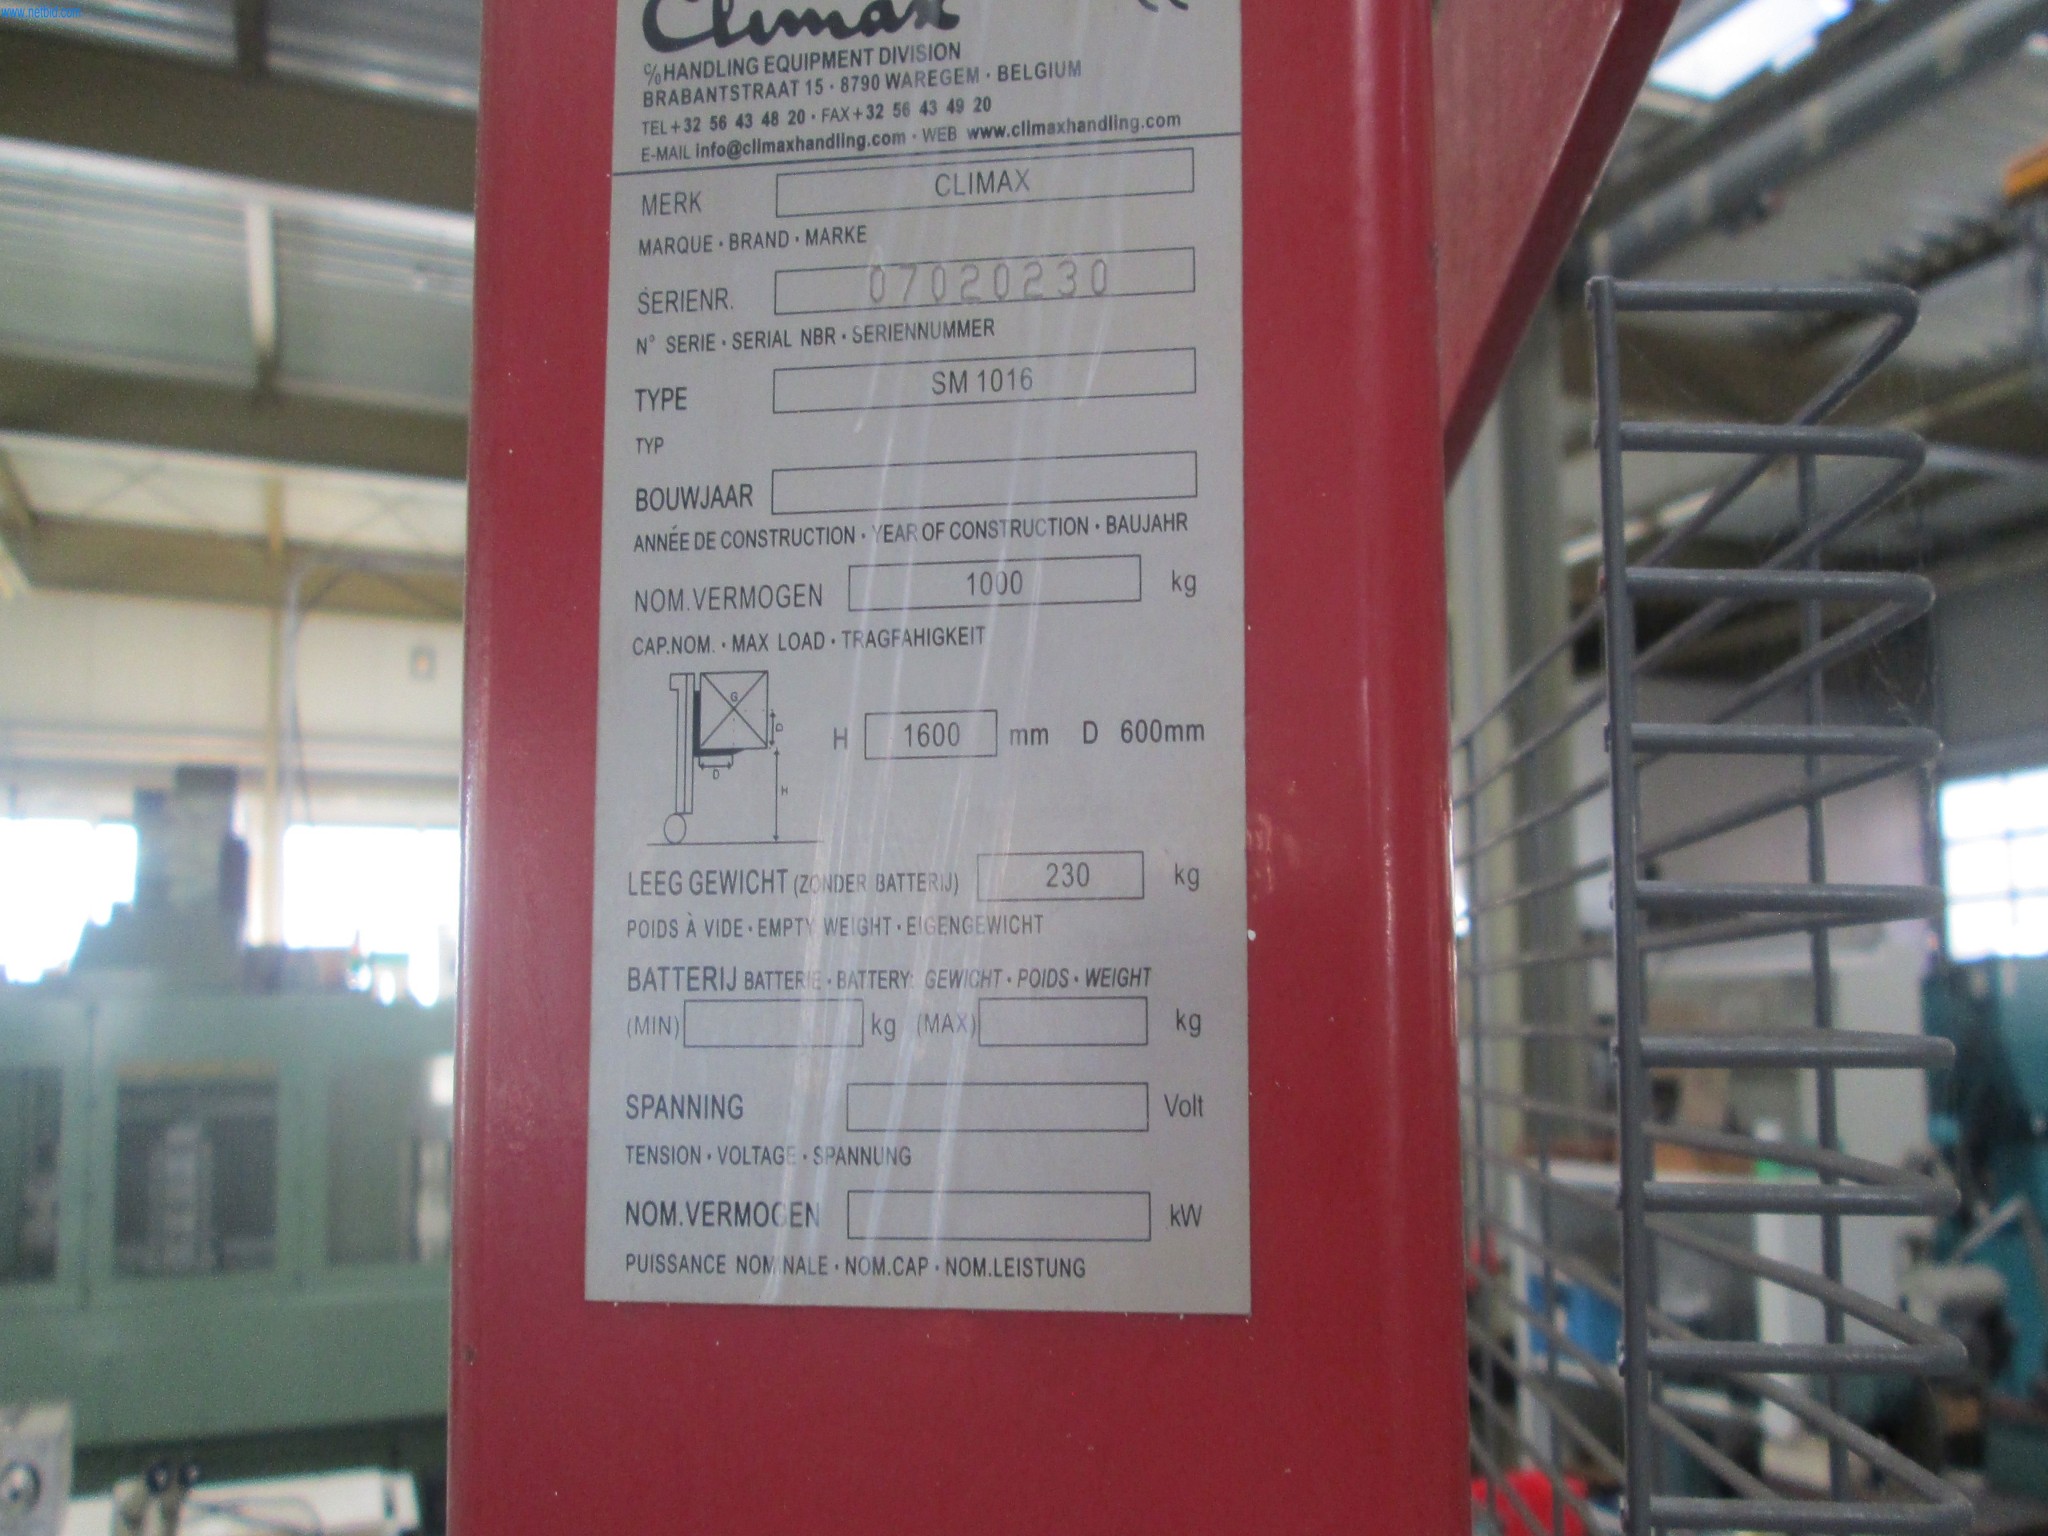 www.netbid.com
Climax
C/o HANDLING EQUIPMENT DIVISION
BRABANTSTRAAT 15 · 8790 WAREGEM · BELGIUM
TEL +32 56 43 48 20 · FAX +32 56 43 49 20
E-MAIL info@climaxhandling.com · WEB www.climaxhandling.com
MERK CLIMAX
MARQUE · BRAND · MARKE
SERIENR. 07020230
N° SERIE · SERIAL NBR · SERIENNUMMER
TYPE SM 1016
TYP
BOUWJAAR
ANNÉE DE CONSTRUCTION · YEAR OF CONSTRUCTION · BAUJAHR
NOM.VERMOGEN 1000 kg
CAP.NOM. · MAX LOAD · TRAGFAHIGKEIT
G
D
H 1600 mm D 600mm
D
H
LEEG GEWICHT (ZONDER BATTERIJ) 230 kg
POIDS À VIDE · EMPTY WEIGHT · EIGENGEWICHT
BATTERIJ BATTERIE · BATTERY: GEWICHT · POIDS · WEIGHT
(MIN) kg (MAX) kg
SPANNING Volt
TENSION · VOLTAGE · SPANNUNG
NOM.VERMOGEN kW
PUISSANCE NOMINALE · NOM.CAP · NOM.LEISTUNG